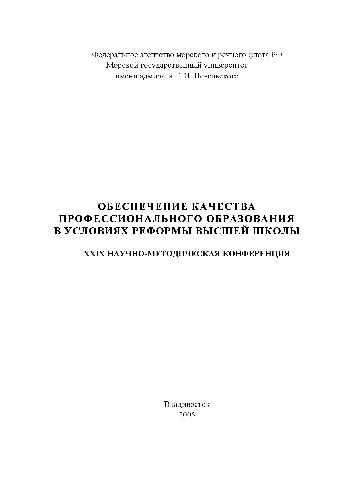 Федеральное агентство морского и речного флота РФ
Морской государственный университет
имени адмирала Г.И. Невельского
ОБЕСПЕЧЕНИЕ КАЧЕСТВА
ПРОФЕССИОНАЛЬНОГО ОБРАЗОВАНИЯ
В УСЛОВИЯХ РЕФОРМЫ ВЫСШЕЙ ШКОЛЫ
XXIX НАУЧНО-МЕТОДИЧЕСКАЯ КОНФЕРЕНЦИЯ
Владивосток